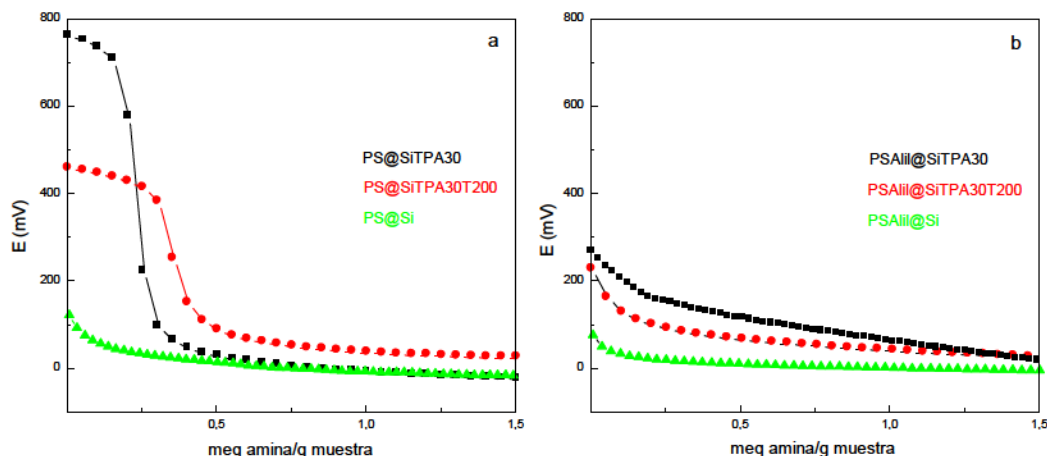 a
800
600
400
200
0
E (mV)
PS@SiTPA30
PS@SiTPA30T200
PS@Si
0,5
1,0
1,5
meq amina/g muestra
b
800
600
400
200
0
E (mV)
PSAlil@SiTPA30
PSAlil@SiTPA30T200
PSAlil@Si
0,5
1,0
1,5
meq amina/g muestra